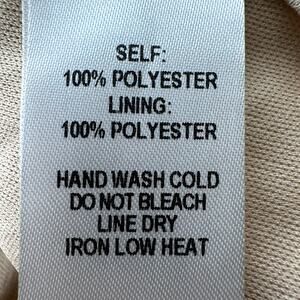 SELF:
100% POLYESTER
LINING:
100% POLYESTER
HAND WASH COLD
DO NOT BLEACH
LINE DRY
IRON LOW HEAT